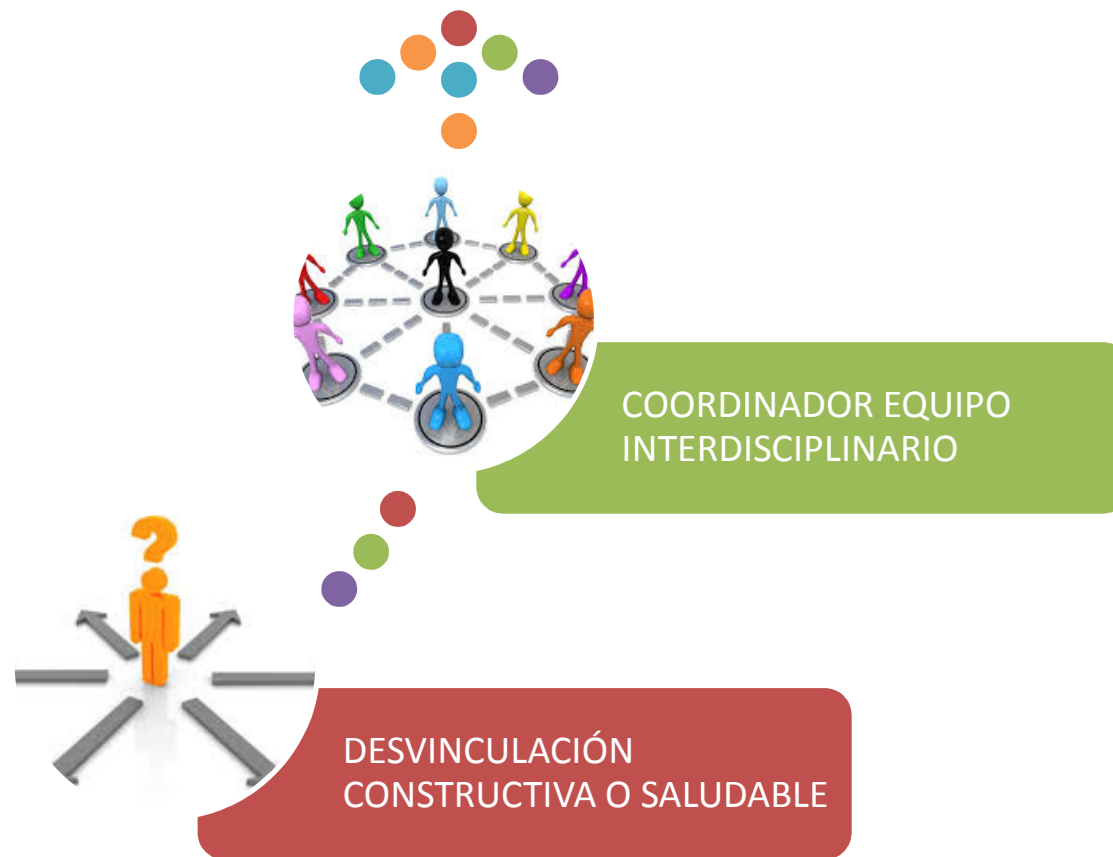 COORDINADOR EQUIPO
INTERDISCIPLINARIO
?
DESVINCULACIÓN
CONSTRUCTIVA O SALUDABLE